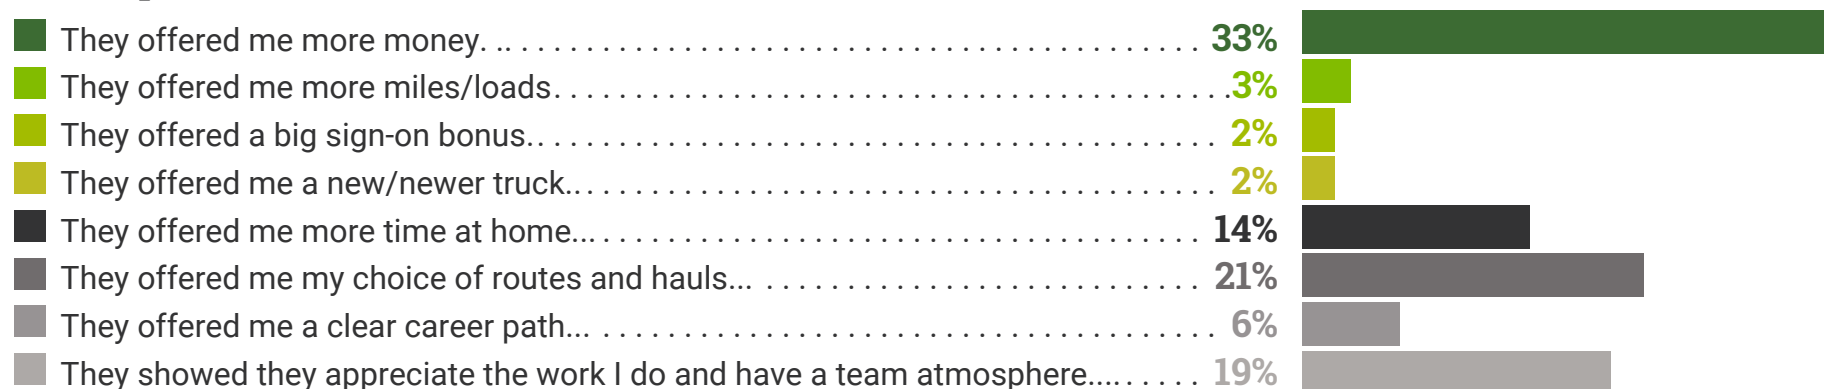 They offered me more money. .. . . . . . . . . . . . . . . . . . . . . . . . . . . . . . . . . . . . . . . . . . 33%
They offered me more miles/loads. . . . . . . . . . . . . . . . . . . . . . . . . . . . . . . . . . . . . . . . . .3%
They offered a big sign-on bonus. . . . . . . . . . . . . . . . . . . . . . . . . . . . . . . . . . . . . . . . . . 2%
They offered me a new/newer truck... . . . . . . . . . . . . . . . . . . . . . . . . . . . . . . . . . . . . . . 2%
They offered me more time at home... . . . . . . . . . . . . . . . . . . . . . . . . . . . . . . . . . . . . . 14%
They offered me my choice of routes and hauls... . . . . . . . . . . . . . . . . . . . . . . . . . . . 21%
They offered me a clear career path... . . . . . . . . . . . . . . . . . . . . . . . . . . . . . . . . . . . . . . 6%
They showed they appreciate the work I do and have a team atmosphere.... . . . . . 19%